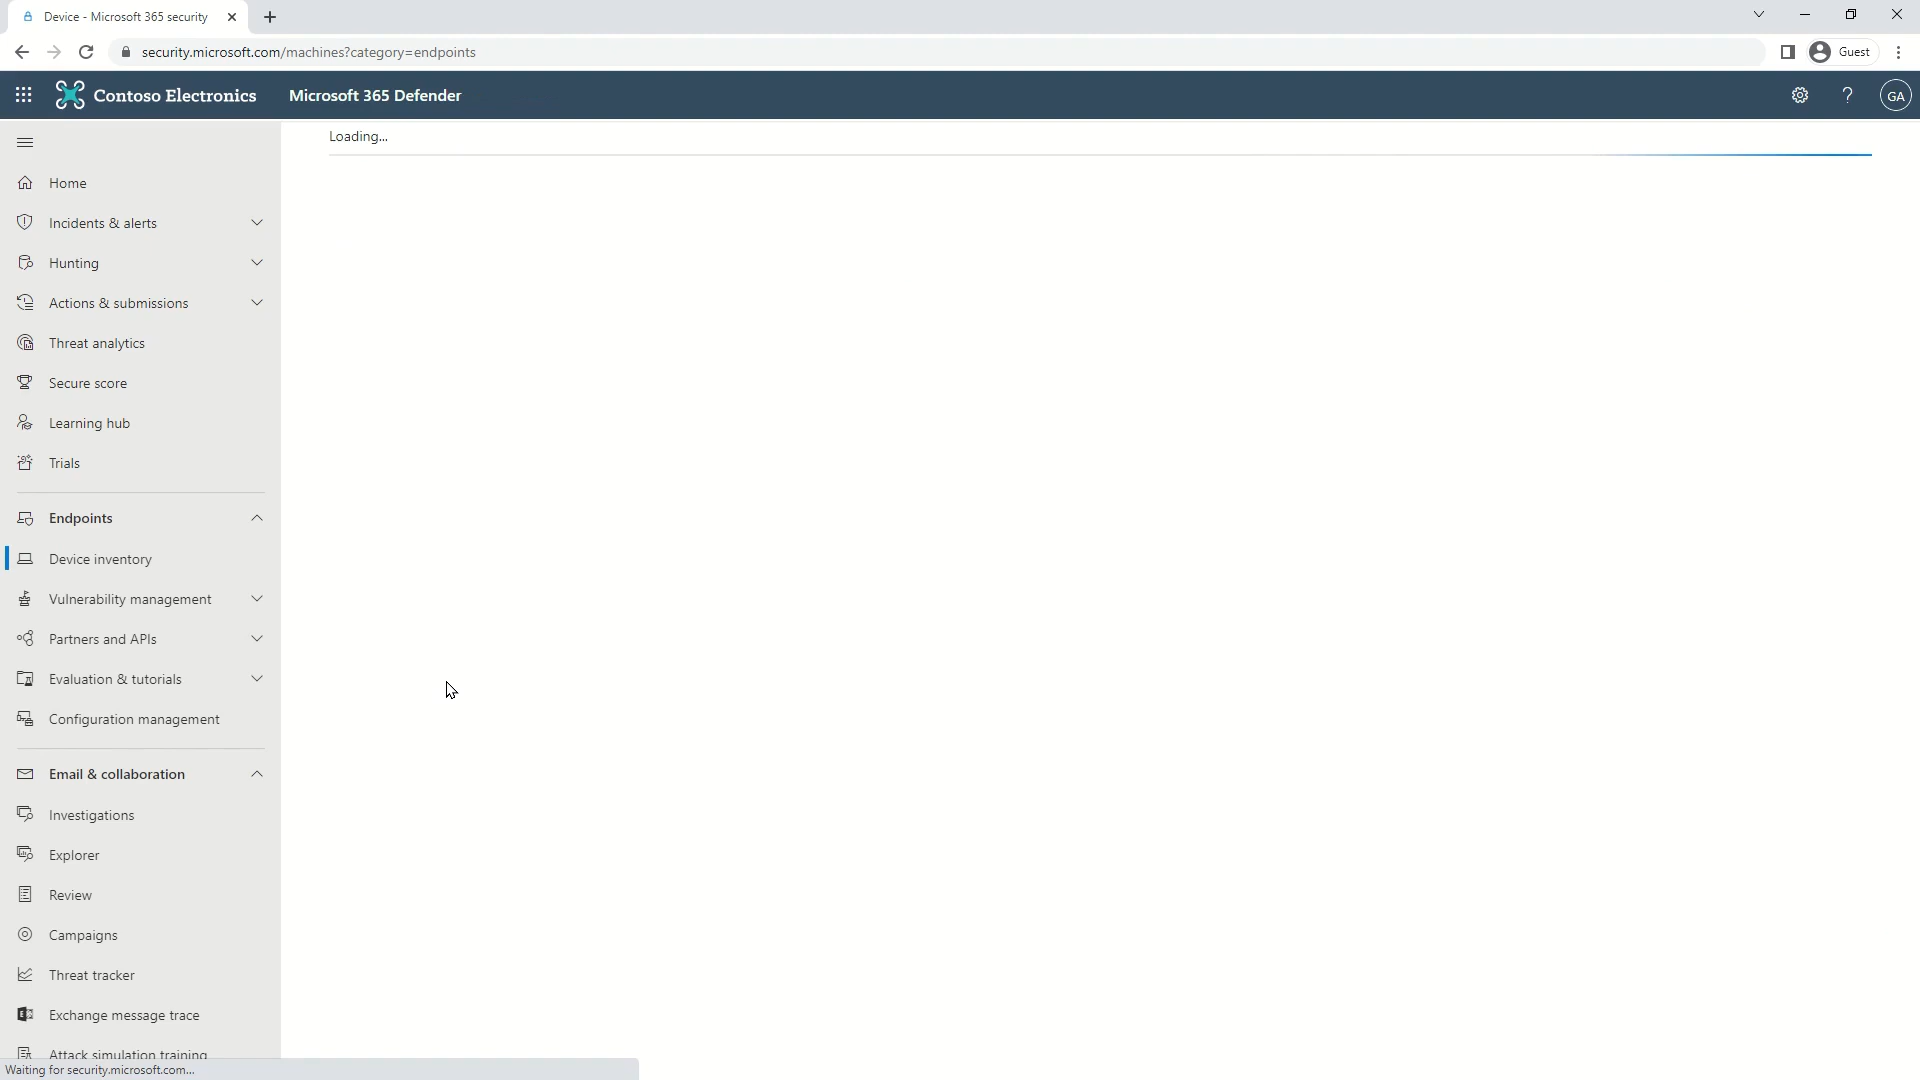 Device - Microsoft 365 security
security.microsoft.com/machines?category=endpoints
Guest
Contoso Electronics
Microsoft 365 Defender
GA
Loading...
Home
Incidents & alerts
Hunting
Actions & submissions
Threat analytics
Secure score
Learning hub
Trials
Endpoints
Device inventory
Vulnerability management
Partners and APIs
Evaluation & tutorials
Configuration management
Email & collaboration
Investigations
Explorer
Review
Campaigns
Threat tracker
Exchange message trace
Attack simulation training
Waiting for security.microsoft.com...